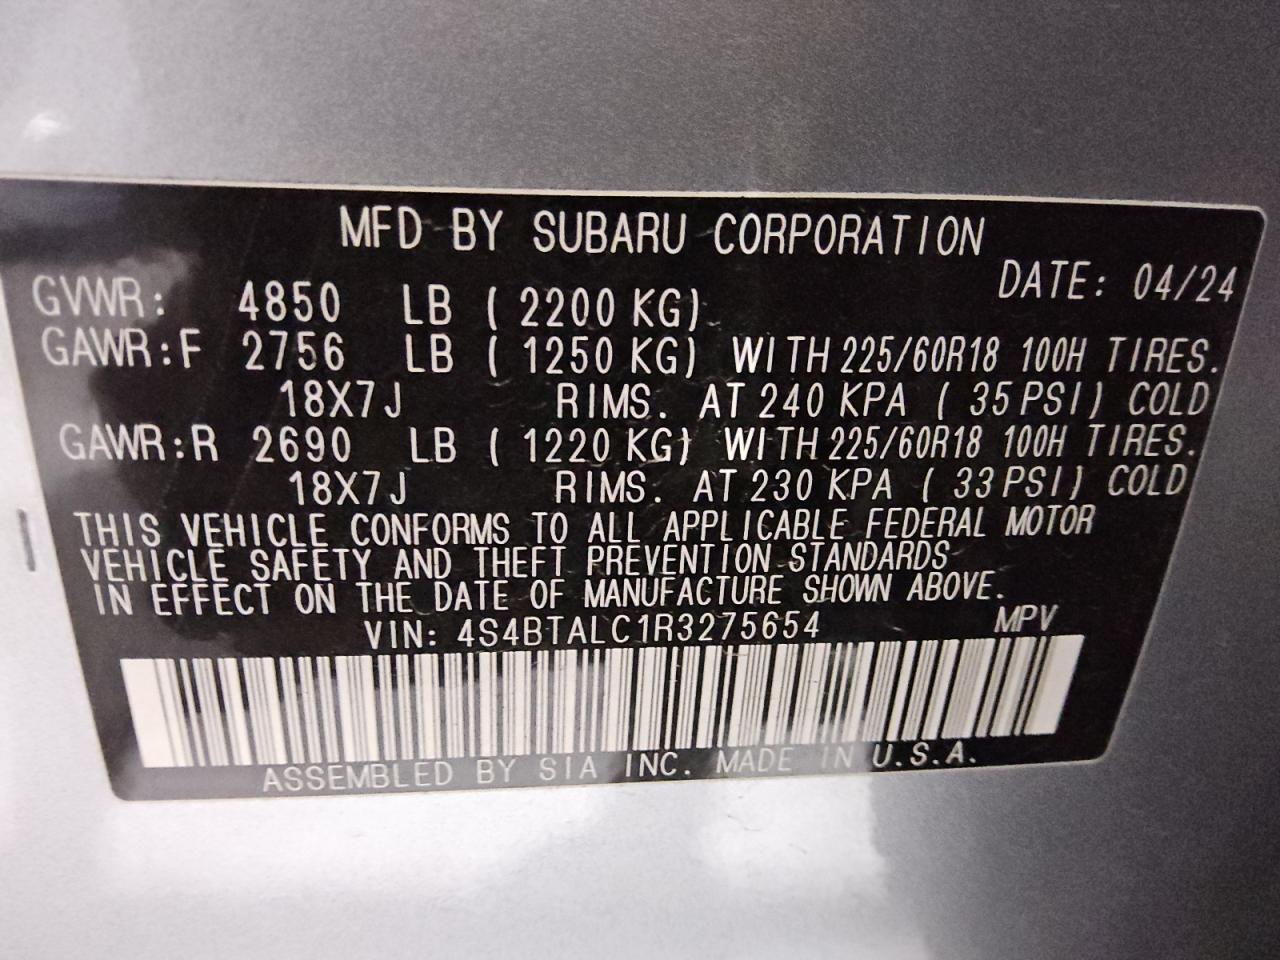 MFD BY SUBARU CORPORATION
DATE: 04/24
GVWR: 4850 LB ( 2200 KG)
GAWR:F 2756 LB ( 1250 KG) WITH 225/60R18 100H TIRES.
18X7J RIMS. AT 240 KPA ( 35 PSI) COLD
GAWR:R 2690 LB ( 1220 KG) WITH 225/60R18 100H TIRES.
18X7J RIMS. AT 230 KPA ( 33 PSI) COLD
THIS VEHICLE CONFORMS TO ALL APPLICABLE FEDERAL MOTOR
VEHICLE SAFETY AND THEFT PREVENTION STANDARDS
IN EFFECT ON THE DATE OF MANUFACTURE SHOWN ABOVE.
VIN: 4S4BTALC1R3275654 MPV
ASSEMBLED BY SIA INC. MADE IN U.S.A.